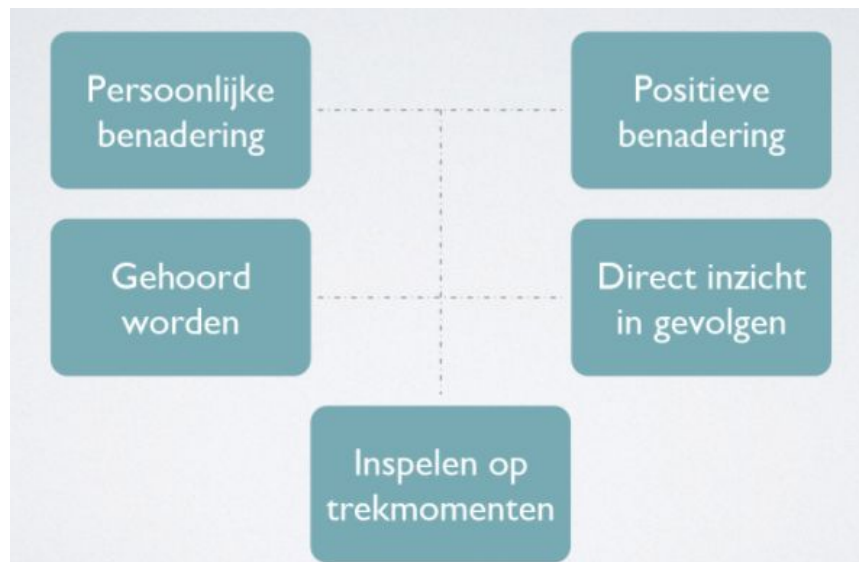 Persoonlijke
benadering
Positieve
benadering
Gehoord
worden
Direct inzicht
in gevolgen
Inspelen op
trekmomenten